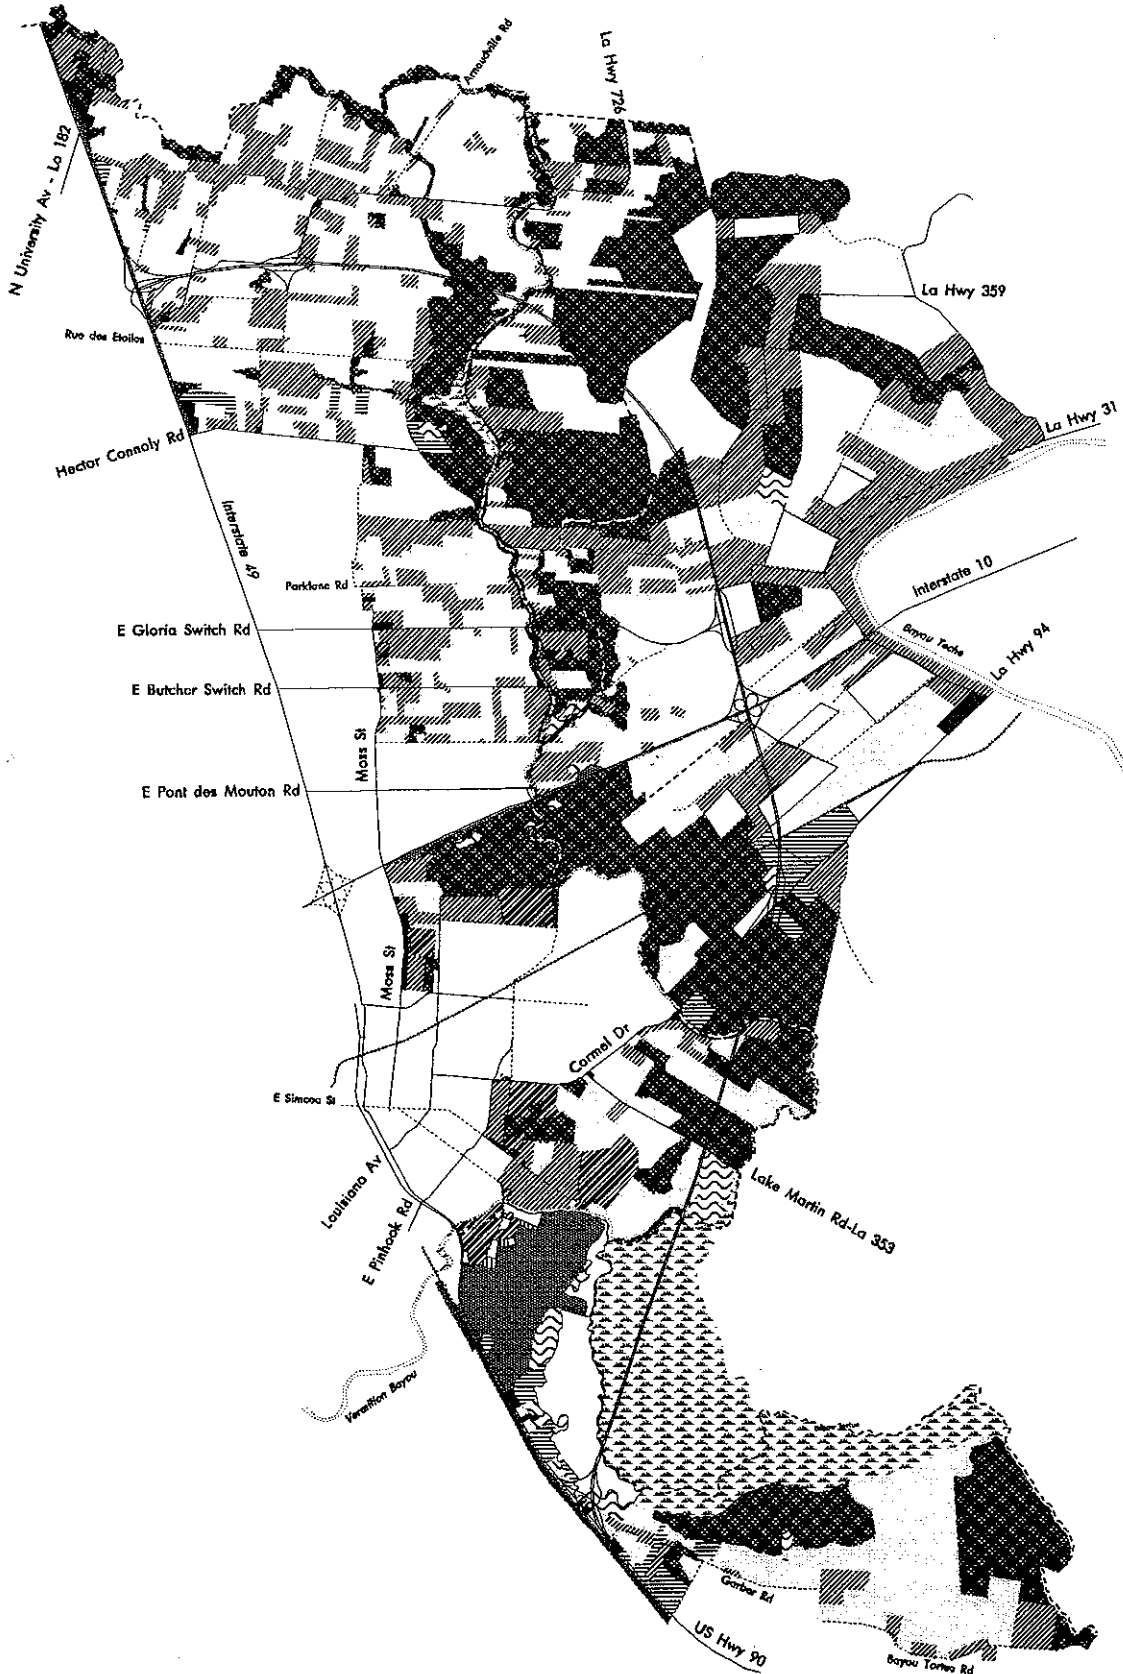 Arnaudville Rd
La Hwy 726
N University Av - La 182
La Hwy 359
Rue des Etoiles
La Hwy 31
Hector Connoly Rd
Interstate 49
Interstate 10
Parklane Rd
E Gloria Switch Rd
Bayou Teche
La Hwy 94
E Butcher Switch Rd
Moss St
E Pont des Mouton Rd
Moss St
Carmel Dr
E Simcoe St
Louisiana Av
E Pinhook Rd
Lake Martin Rd-La 353
Vermilion Bayou
Garber Rd
US Hwy 90
Bayou Tortue Rd